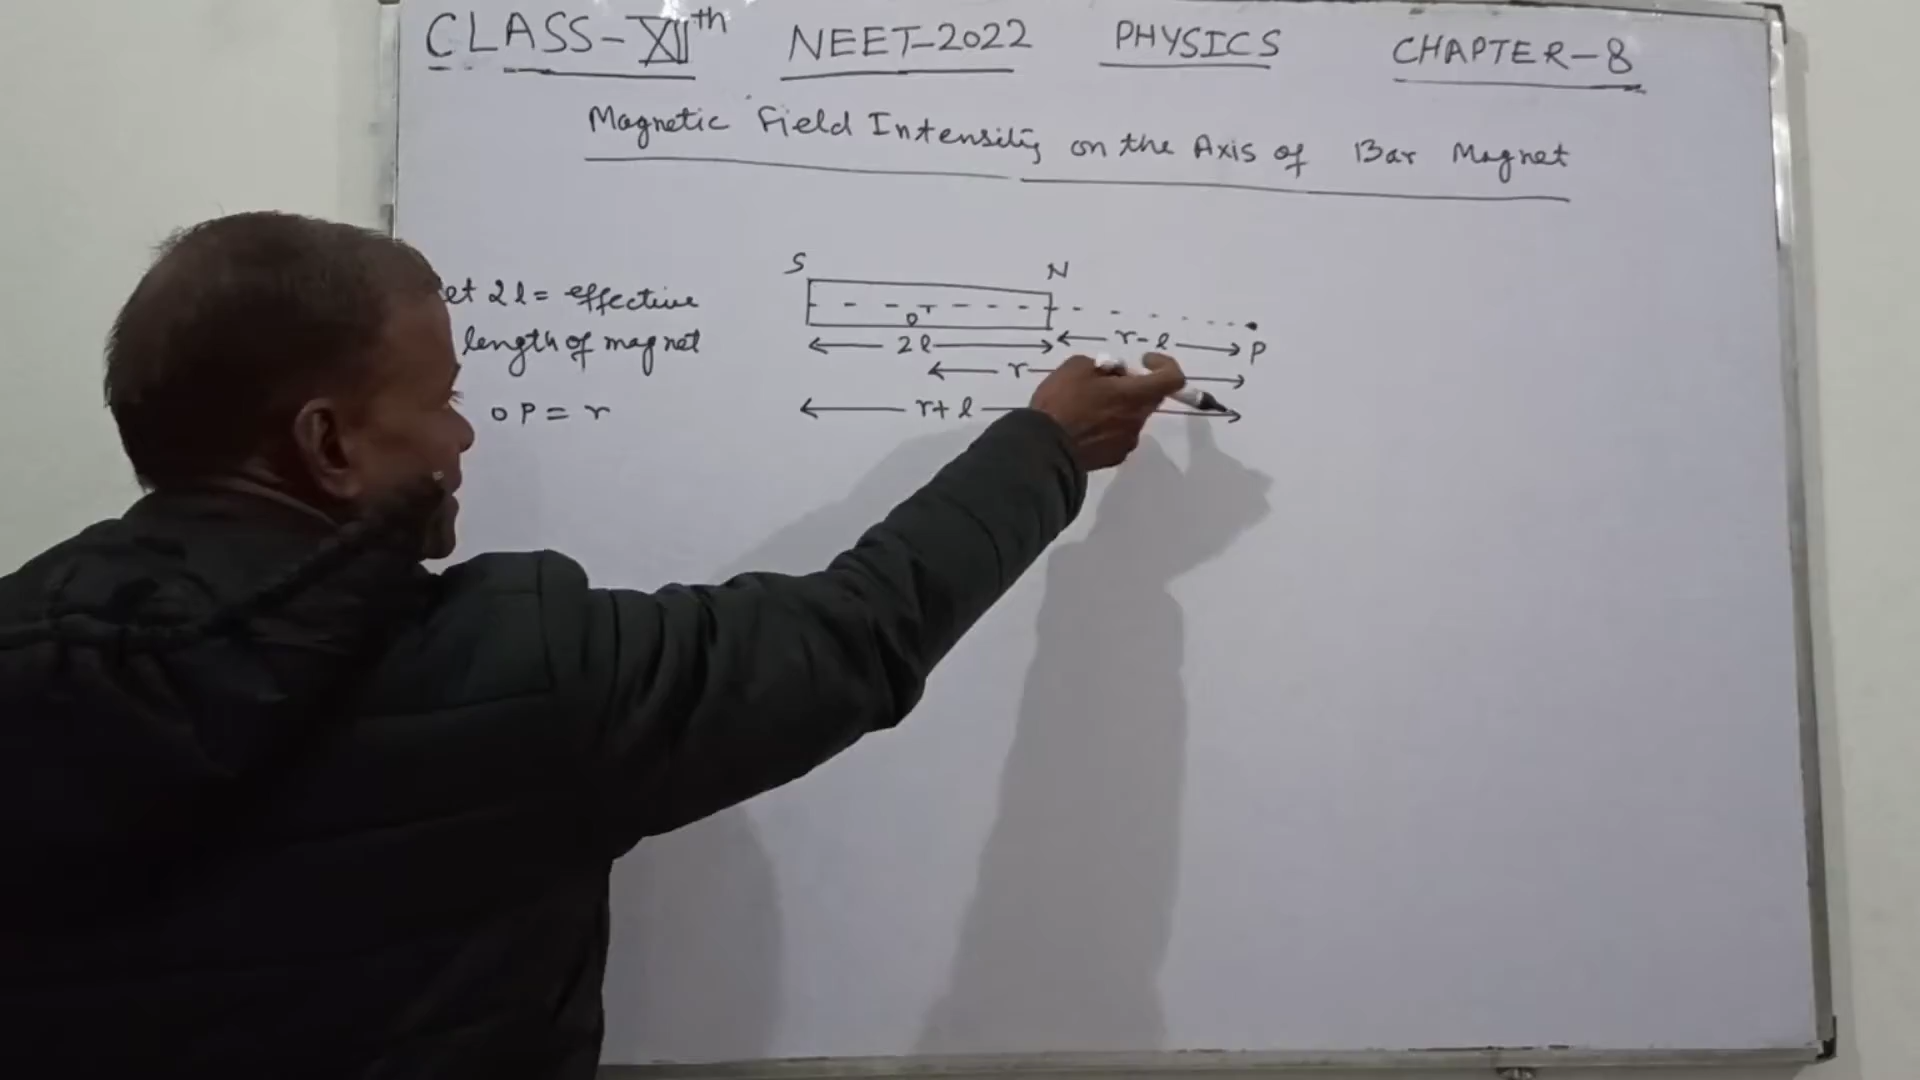 CLASS-XIIth NEET-2022 PHYSICS CHAPTER-8
Magnetic Field Intensity on the Axis of Bar Magnet
et 2l = effective
length of magnet
OP = r
S N
O
2l r-l P
r
r+l